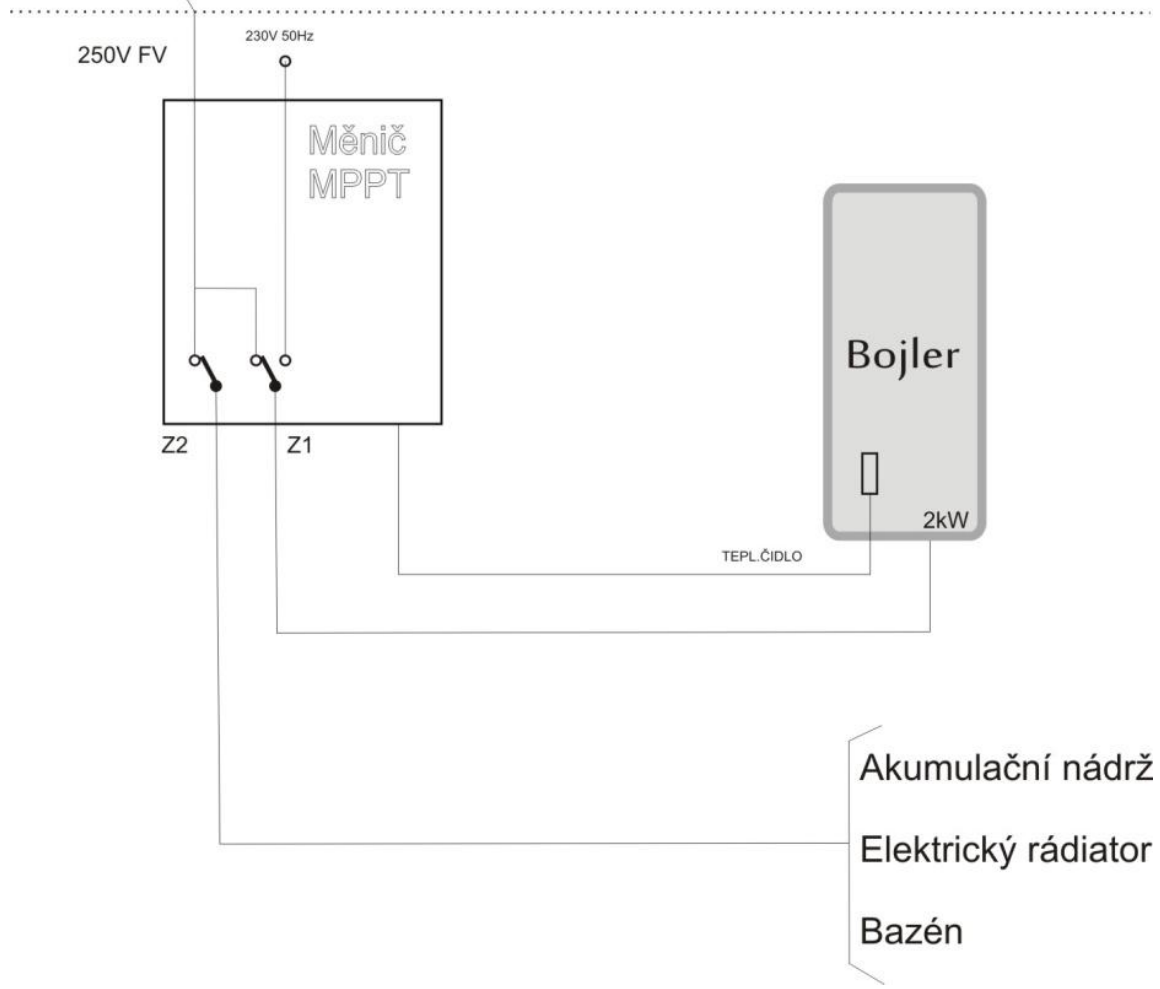 250V FV
230V 50Hz
Měnič
MPPT
Bojler
Z2
Z1
2kW
TEPL.ČIDLO
Akumulační nádrž
Elektrický rádiator
Bazén